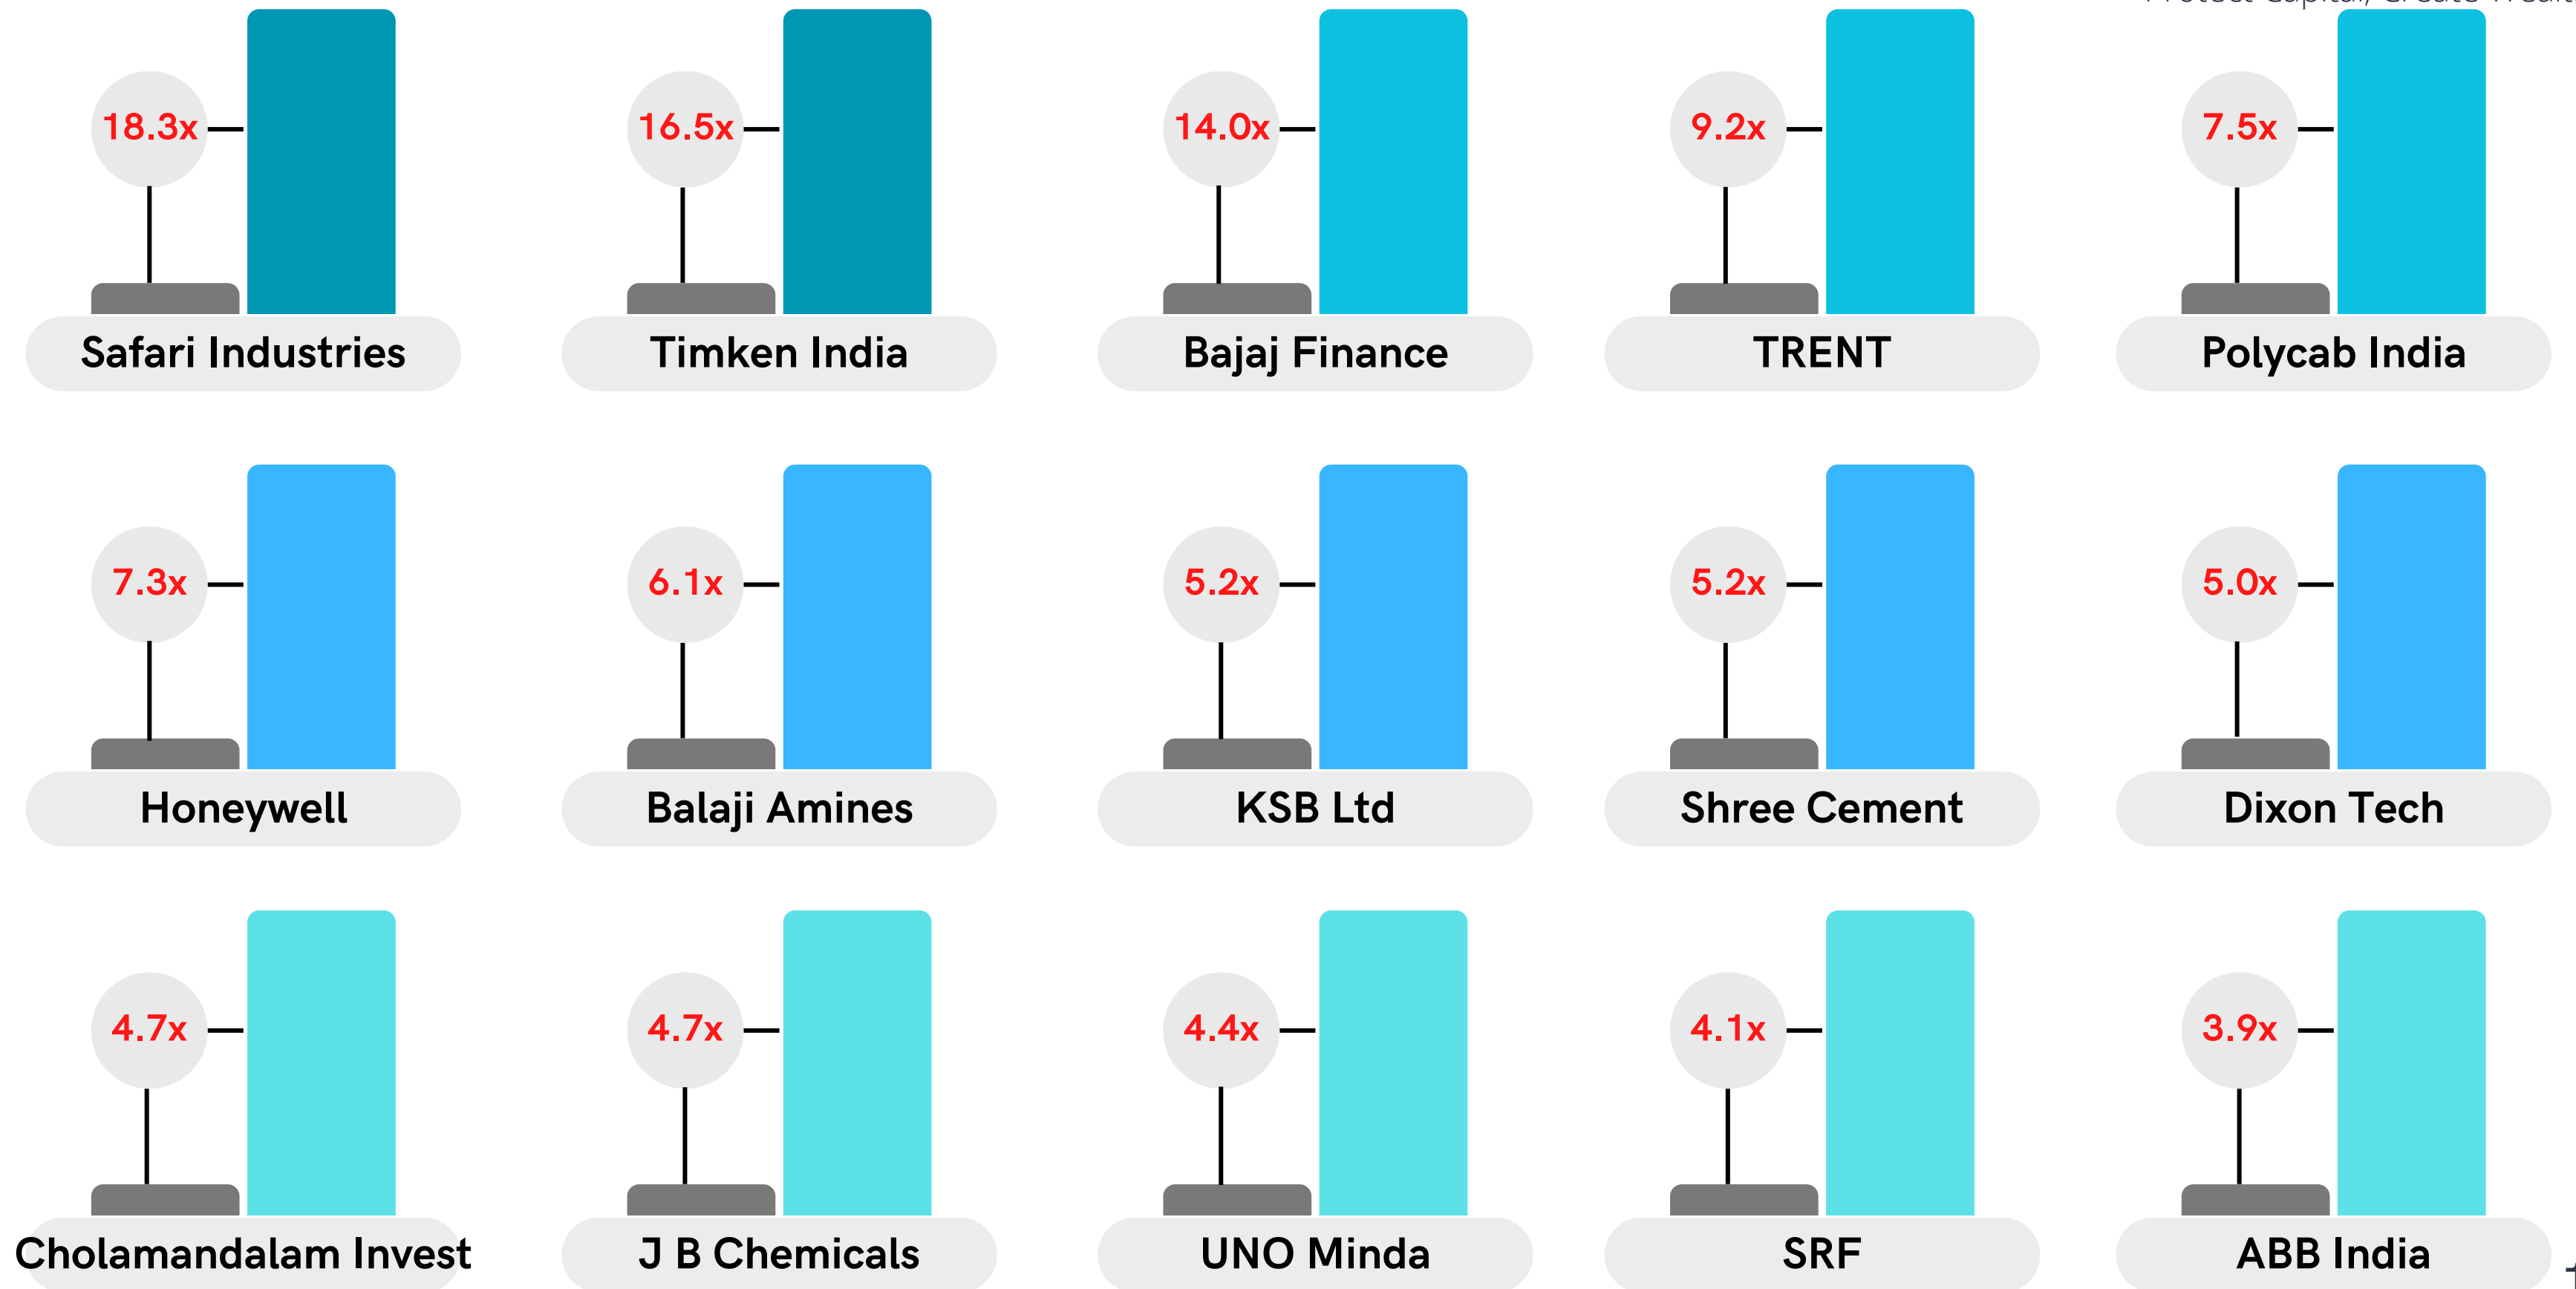 18.3x 16.5x 14.0x 9.2x 7.5x
Safari Industries Timken India Bajaj Finance TRENT Polycab India
7.3x 6.1x 5.2x 5.2x 5.0x
Honeywell Balaji Amines KSB Ltd Shree Cement Dixon Tech
4.7x 4.7x 4.4x 4.1x 3.9x
Cholamandalam Invest J B Chemicals UNO Minda SRF ABB India